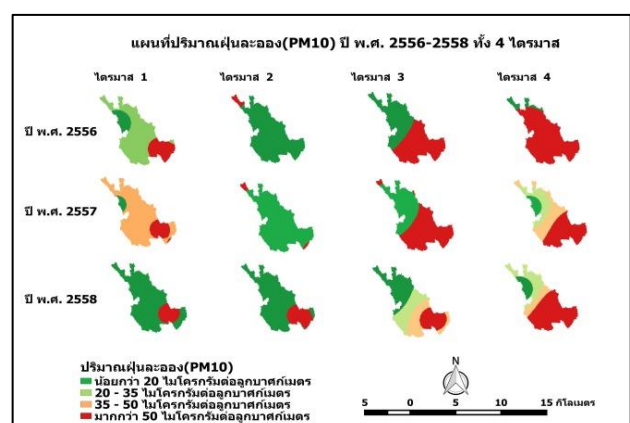 แผนที่ปริมาณฝุ่นละออง(PM10) ปี พ.ศ. 2556-2558 ทั้ง 4 ไตรมาส
ไตรมาส 1 ไตรมาส 2 ไตรมาส 3 ไตรมาส 4
ปี พ.ศ. 2556
ปี พ.ศ. 2557
ปี พ.ศ. 2558
ปริมาณฝุ่นละออง(PM10)
น้อยกว่า 20 ไมโครกรัมต่อลูกบาศก์เมตร
20 - 35 ไมโครกรัมต่อลูกบาศก์เมตร
35 - 50 ไมโครกรัมต่อลูกบาศก์เมตร
มากกว่า 50 ไมโครกรัมต่อลูกบาศก์เมตร
N
5 0 5 10 15 กิโลเมตร